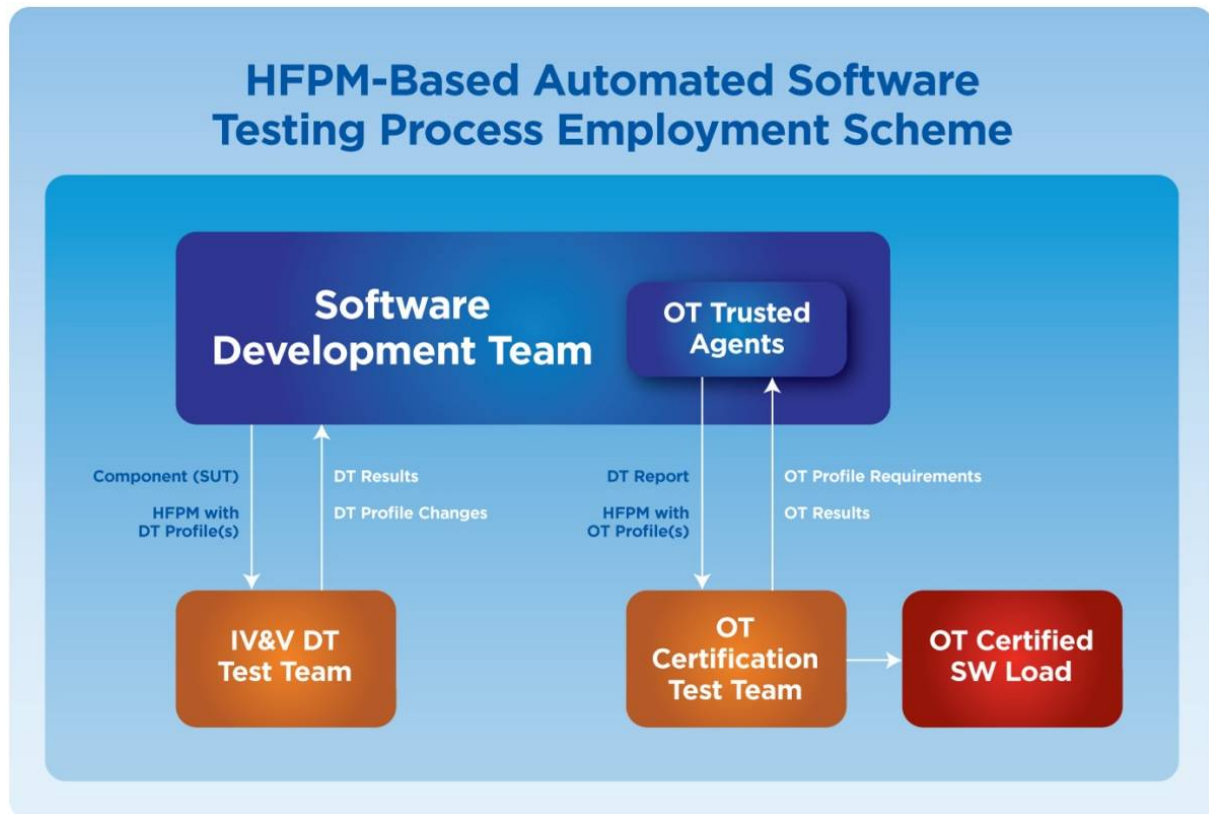 HFPM-Based Automated Software
Testing Process Employment Scheme
Software
Development Team
OT Trusted
Agents
Component (SUT)
HFPM with
DT Profile(s)
DT Results
DT Profile Changes
DT Report
HFPM with
OT Profile(s)
OT Profile Requirements
OT Results
IV&V DT
Test Team
OT
Certification
Test Team
OT Certified
SW Load